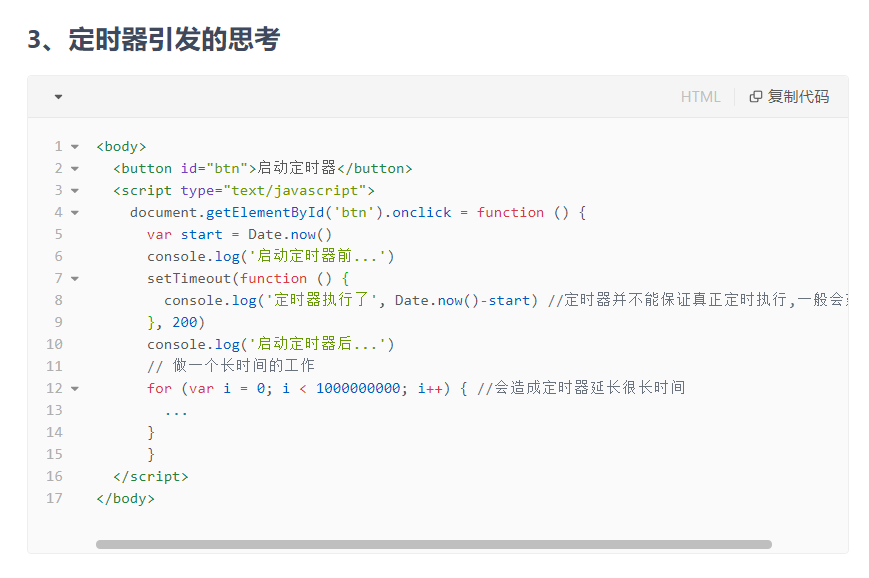 3、定时器引发的思考
HTML 复制代码
1 <body>
2 <button id="btn">启动定时器</button>
3 <script type="text/javascript">
4 document.getElementById('btn').onclick = function () {
5 var start = Date.now()
6 console.log('启动定时器前...')
7 setTimeout(function () {
8 console.log('定时器执行了', Date.now()-start) //定时器并不能保证真正定时执行,一般会
9 }, 200)
10 console.log('启动定时器后...')
11 // 做一个长时间的工作
12 for (var i = 0; i < 1000000000; i++) { //会造成定时器延长很长时间
13 ...
14 }
15 }
16 </script>
17 </body>